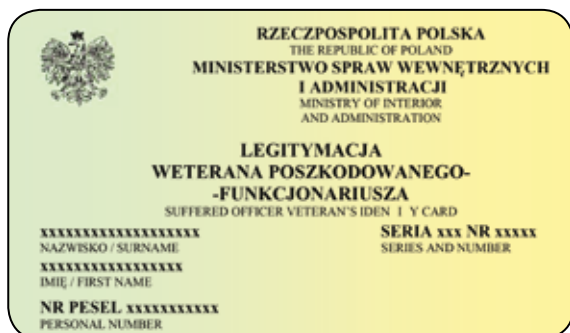 RZECZPOSPOLITA POLSKA
THE REPUBLIC OF POLAND
MINISTERSTWO SPRAW WEWNĘTRZNYCH
I ADMINISTRACJI
MINISTRY OF INTERIOR
AND ADMINISTRATION
LEGITYMACJA
WETERANA POSZKODOWANEGO-
-FUNKCJONARIUSZA
SUFFERED OFFICER VETERAN'S IDEN I Y CARD
xxxxxxxxxxxxxxxxxxx SERIA xxx NR xxxxx
NAZWISKO / SURNAME SERIES AND NUMBER
xxxxxxxxxxxxxxxxx
IMIĘ / FIRST NAME
NR PESEL xxxxxxxxxxx
PERSONAL NUMBER